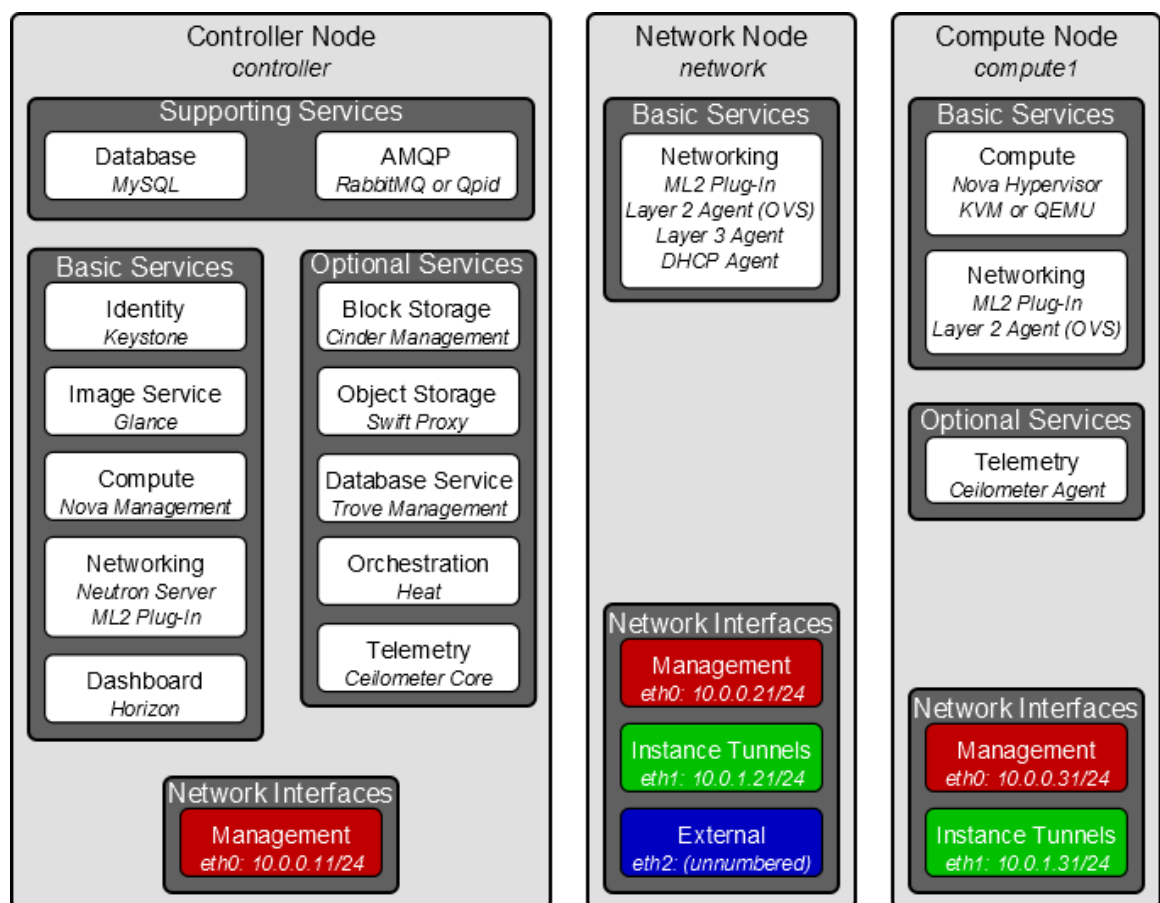 Controller Node
controller
Supporting Services
Database
MySQL
AMQP
RabbitMQ or Qpid
Basic Services
Identity
Keystone
Image Service
Glance
Compute
Nova Management
Networking
Neutron Server
ML2 Plug-In
Dashboard
Horizon
Optional Services
Block Storage
Cinder Management
Object Storage
Swift Proxy
Database Service
Trove Management
Orchestration
Heat
Telemetry
Ceilometer Core
Network Interfaces
Management
eth0: 10.0.0.11/24
Network Node
network
Basic Services
Networking
ML2 Plug-In
Layer 2 Agent (OVS)
Layer 3 Agent
DHCP Agent
Network Interfaces
Management
eth0: 10.0.0.21/24
Instance Tunnels
eth1: 10.0.1.21/24
External
eth2: (unnumbered)
Compute Node
compute1
Basic Services
Compute
Nova Hypervisor
KVM or QEMU
Networking
ML2 Plug-In
Layer 2 Agent (OVS)
Optional Services
Telemetry
Ceilometer Agent
Network Interfaces
Management
eth0: 10.0.0.31/24
Instance Tunnels
eth1: 10.0.1.31/24